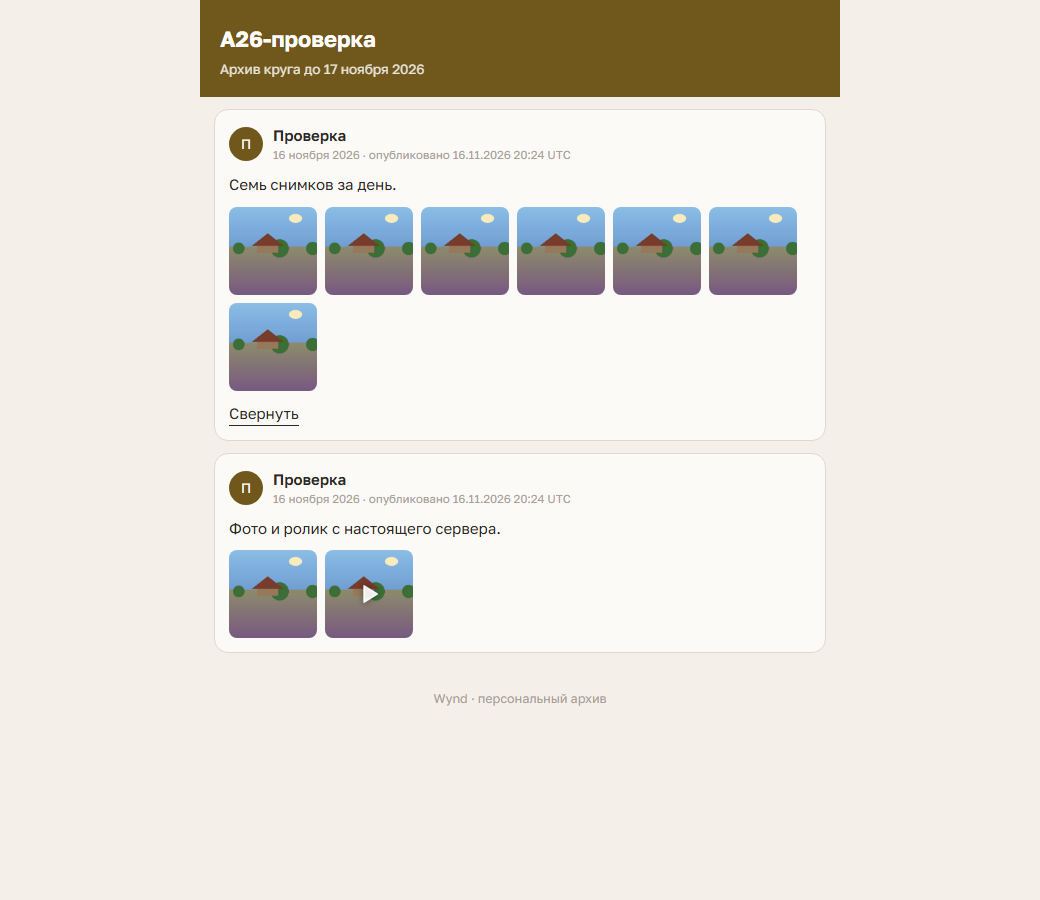 А26-проверка
Архив круга до 17 ноября 2026
П
Проверка
16 ноября 2026 · опубликовано 16.11.2026 20:24 UTC
Семь снимков за день.
Свернуть
П
Проверка
16 ноября 2026 · опубликовано 16.11.2026 20:24 UTC
Фото и ролик с настоящего сервера.
Wynd · персональный архив